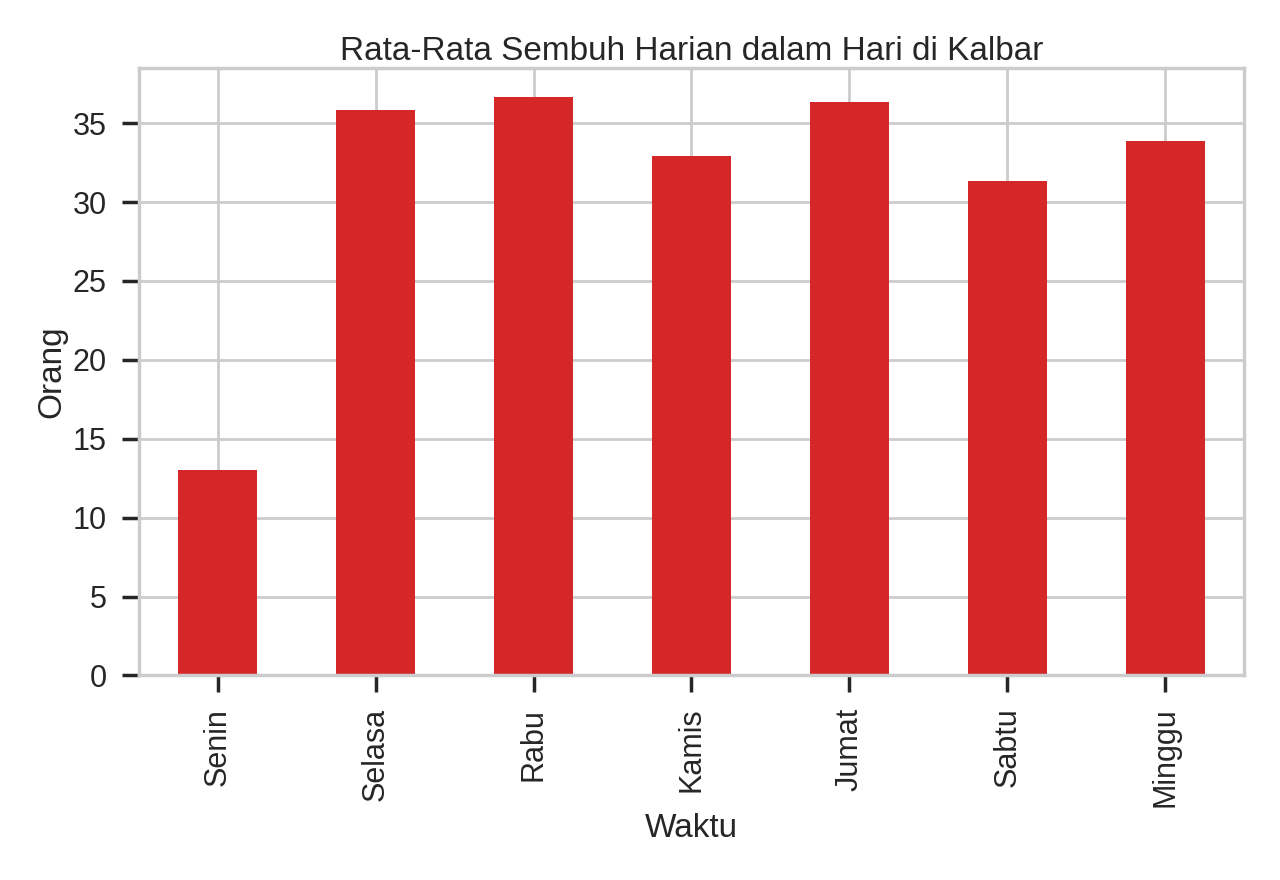 Rata-Rata Sembuh Harian dalam Hari di Kalbar
Orang
35
30
25
20
15
10
5
0
Senin
Selasa
Rabu
Kamis
Jumat
Sabtu
Minggu
Waktu